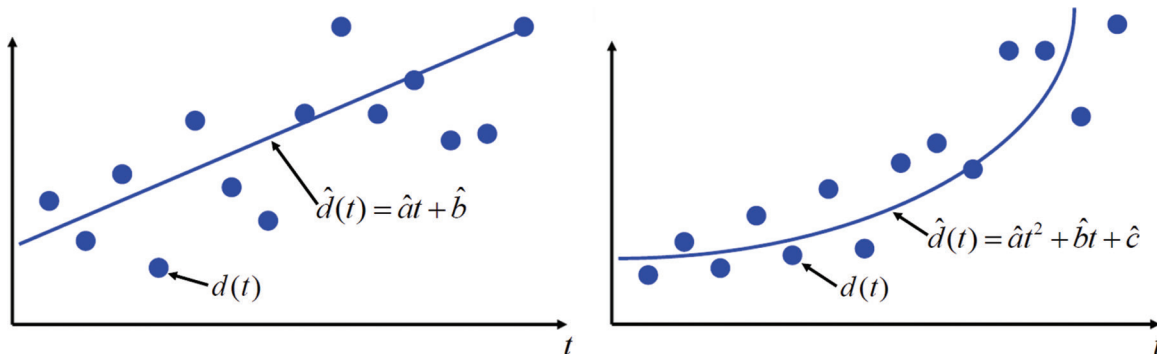 d̂(t) = ât + b̂
d(t)
t
d̂(t) = ât² + b̂t + ĉ
d(t)
t